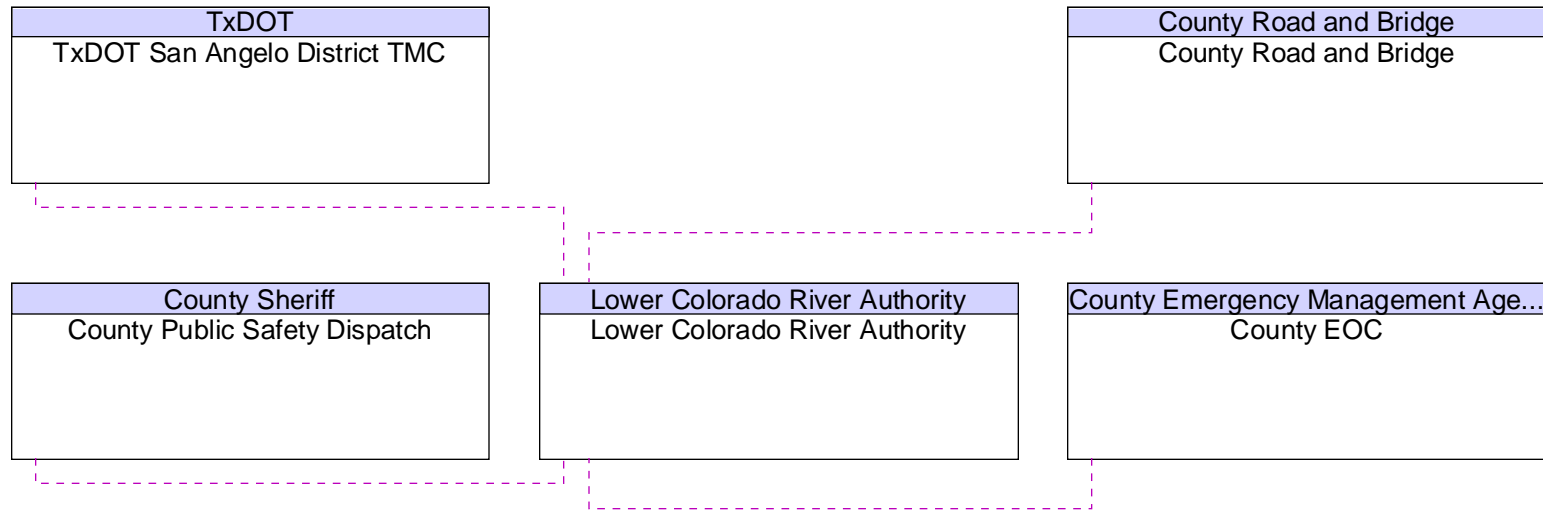 TxDOT
TxDOT San Angelo District TMC
County Road and Bridge
County Road and Bridge
County Sheriff
County Public Safety Dispatch
Lower Colorado River Authority
Lower Colorado River Authority
County Emergency Management Age...
County EOC